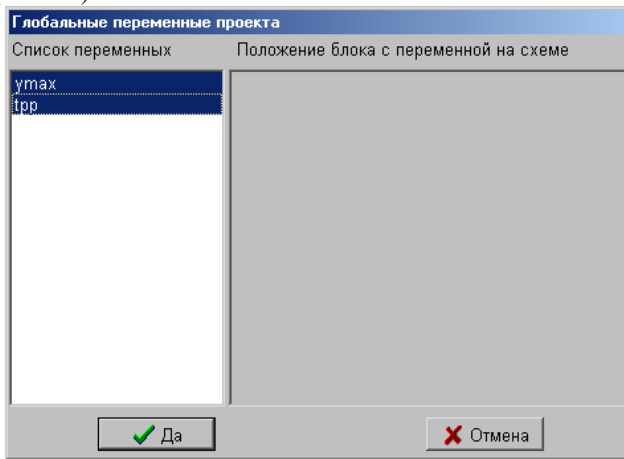 Глобальные переменные проекта
Список переменных Положение блока с переменной на схеме
ymax
tpp
Да Отмена